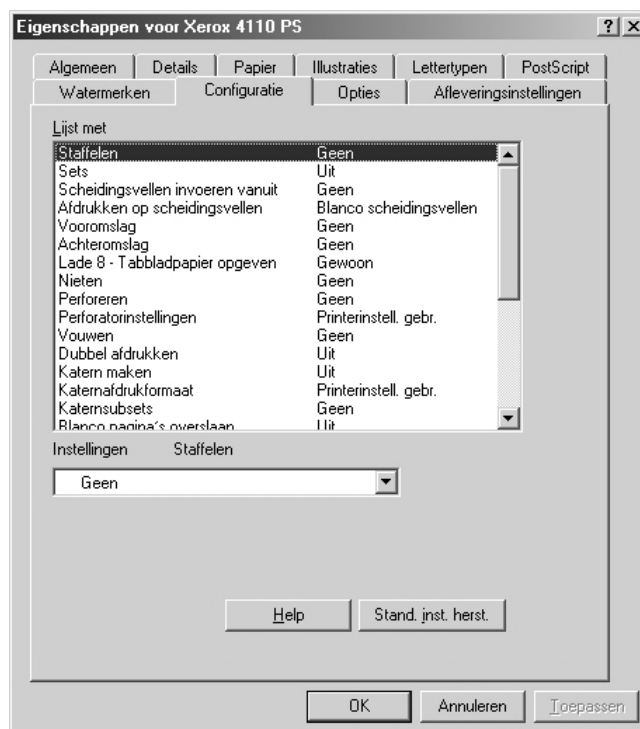 Eigenschappen voor Xerox 4110 PS
Algemeen Details Papier Illustraties Lettertypen PostScript
Watermerken Configuratie Opties Afleveringsinstellingen
Lijst met
Staffelen Geen
Sets Uit
Scheidingsvellen invoeren vanuit Geen
Afdrukken op scheidingsvellen Blanco scheidingsvellen
Vooromslag Geen
Achteromslag Geen
Lade 8 - Tabbladpapier opgeven Gewoon
Nieten Geen
Perforeren Geen
Perforatorinstellingen Printerinstell. gebr.
Vouwen Geen
Dubbel afdrukken Uit
Katern maken Uit
Katernafdrukformaat Printerinstell. gebr.
Katernsubsets Geen
Blanco pagina's overslaan Uit
Instellingen Staffelen
Geen
Help Stand. inst. herst.
OK Annuleren Toepassen